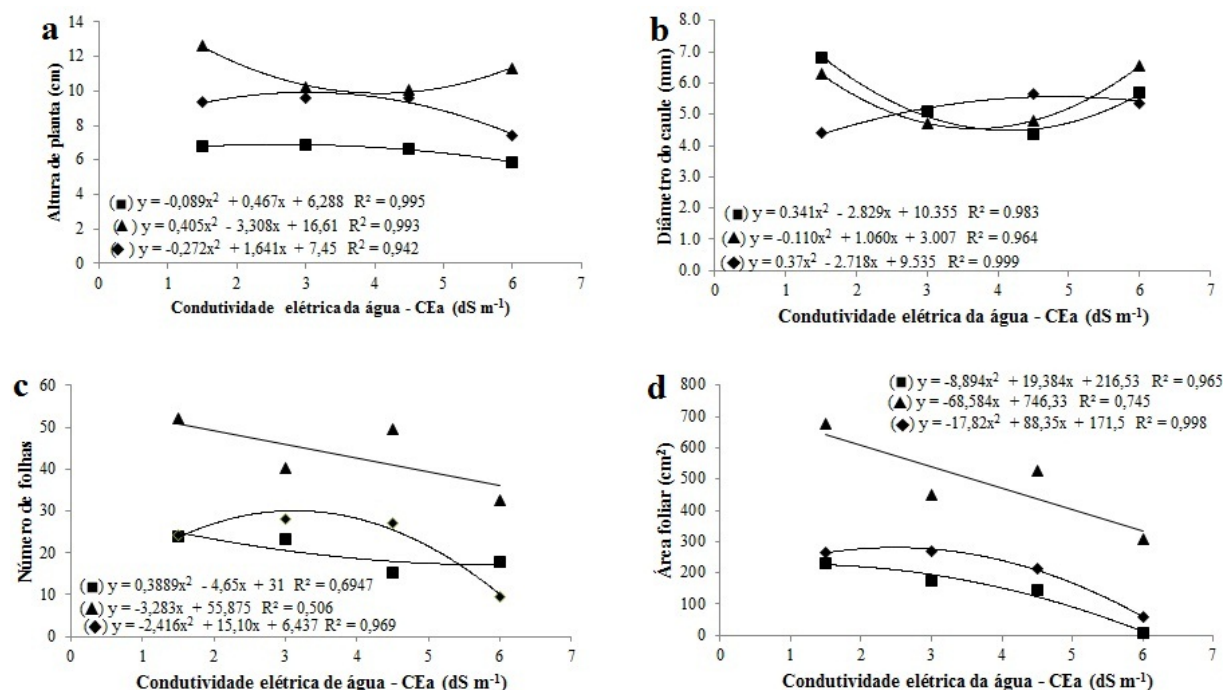 a
Altura de planta (cm)
14
12
10
8
6
4
2
0
(■) y = -0,089x² + 0,467x + 6,288 R² = 0,995
(▲) y = 0,405x² - 3,308x + 16,61 R² = 0,993
(◆) y = -0,272x² + 1,641x + 7,45 R² = 0,942
0 1 2 3 4 5 6 7
Condutividade elétrica da água - CEa (dS m⁻¹)
b
Diâmetro do caule (mm)
8.0
7.0
6.0
5.0
4.0
3.0
2.0
1.0
0.0
(■) y = 0.341x² - 2.829x + 10.355 R² = 0.983
(▲) y = -0.110x² + 1.060x + 3.007 R² = 0.964
(◆) y = 0.37x² - 2.718x + 9.535 R² = 0.999
0 1 2 3 4 5 6 7
Condutividade elétrica da água - CEa (dS m⁻¹)
c
Número de folhas
60
50
40
30
20
10
0
(■) y = 0,3889x² - 4,65x + 31 R² = 0,6947
(▲) y = -3,283x + 55,875 R² = 0,506
(◆) y = -2,416x² + 15,10x + 6,437 R² = 0,969
0 1 2 3 4 5 6 7
Condutividade elétrica de água - CEa (dS m⁻¹)
d
Área foliar (cm²)
800
700
600
500
400
300
200
100
0
(■) y = -8,894x² + 19,384x + 216,53 R² = 0,965
(▲) y = -68,584x + 746,33 R² = 0,745
(◆) y = -17,82x² + 88,35x + 171,5 R² = 0,998
0 1 2 3 4 5 6 7
Condutividade elétrica da água - CEa (dS m⁻¹)